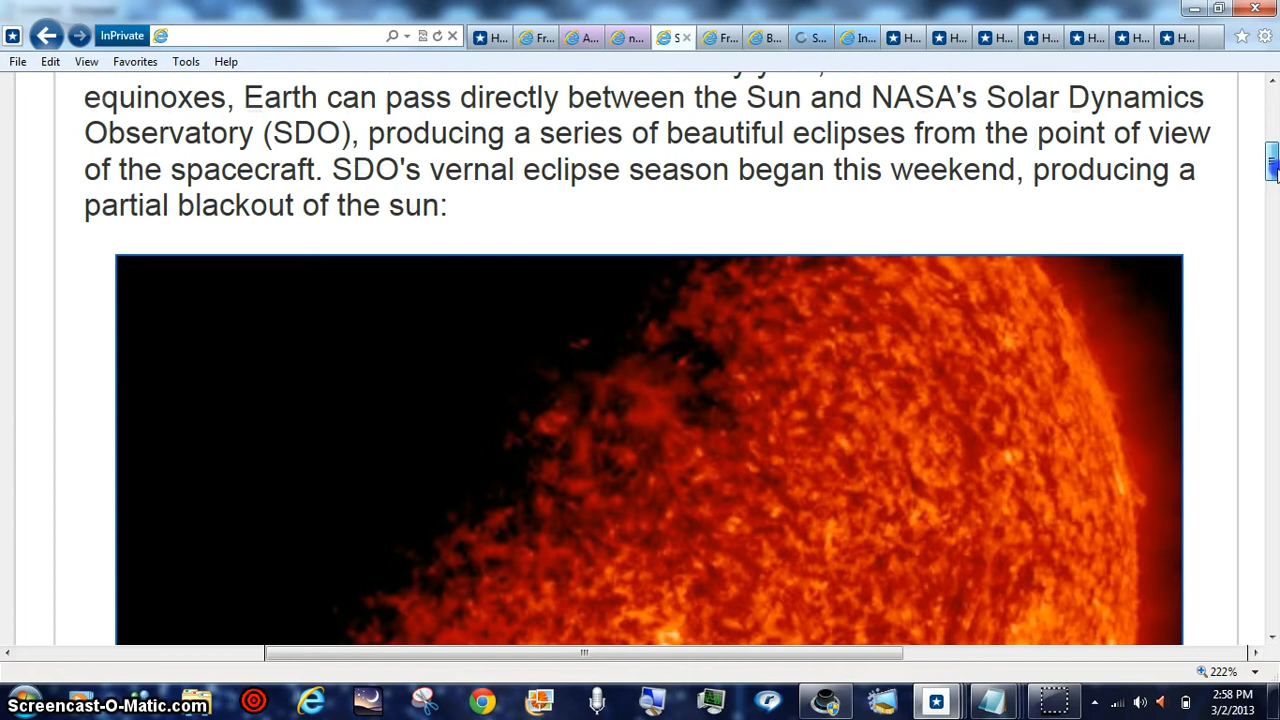 InPrivate
H...
Fr...
A...
n...
S
Fr...
B...
S...
In...
H...
H...
H...
H...
H...
H...
H...
File Edit View Favorites Tools Help
equinoxes, Earth can pass directly between the Sun and NASA's Solar Dynamics
Observatory (SDO), producing a series of beautiful eclipses from the point of view
of the spacecraft. SDO's vernal eclipse season began this weekend, producing a
partial blackout of the sun:
222%
Screencast-O-Matic.com
2:58 PM
3/2/2013